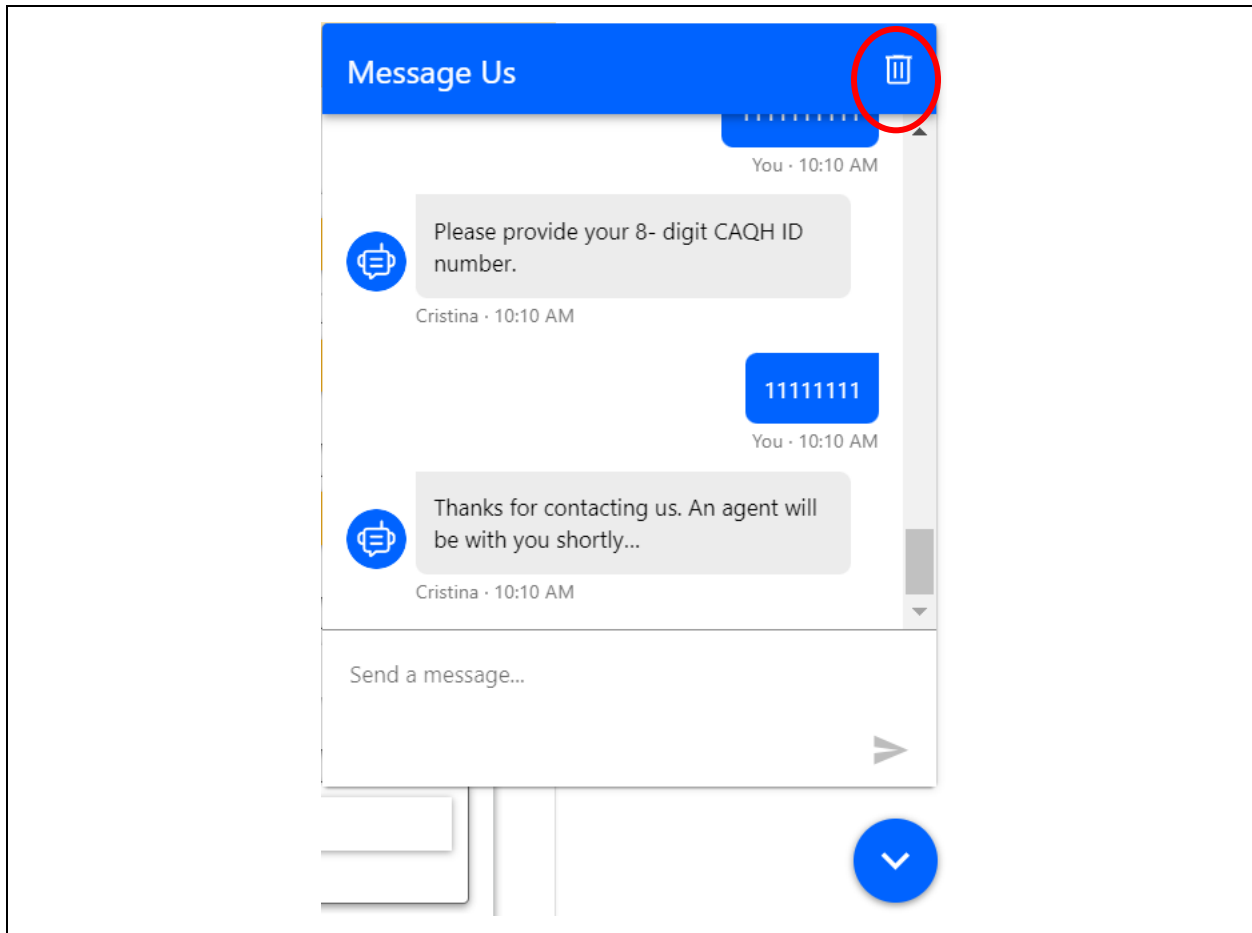 Message Us
You · 10:10 AM
Please provide your 8- digit CAQH ID
number.
Cristina · 10:10 AM
11111111
You · 10:10 AM
Thanks for contacting us. An agent will
be with you shortly...
Cristina · 10:10 AM
Send a message...